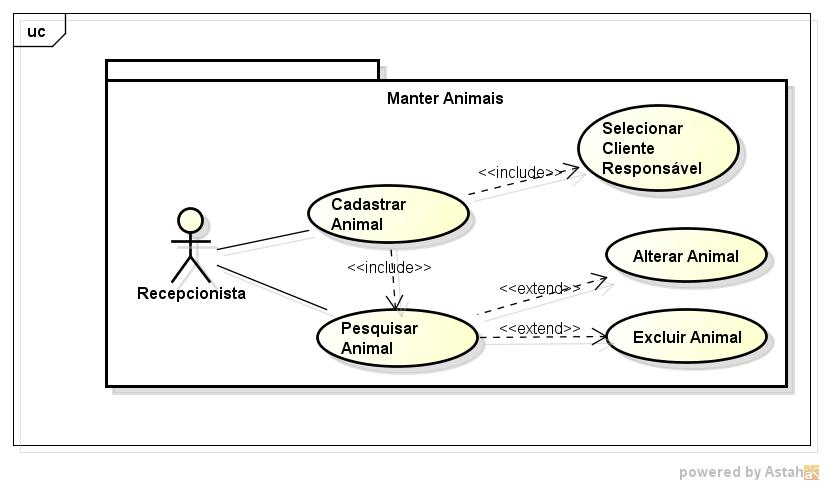 uc
Manter Animais
Selecionar
Cliente
Responsável
<<include>>
Cadastrar
Animal
<<include>>
Alterar Animal
Recepcionista
<<extend>>
Pesquisar
Animal
<<extend>>
Excluir Animal
powered by Astah